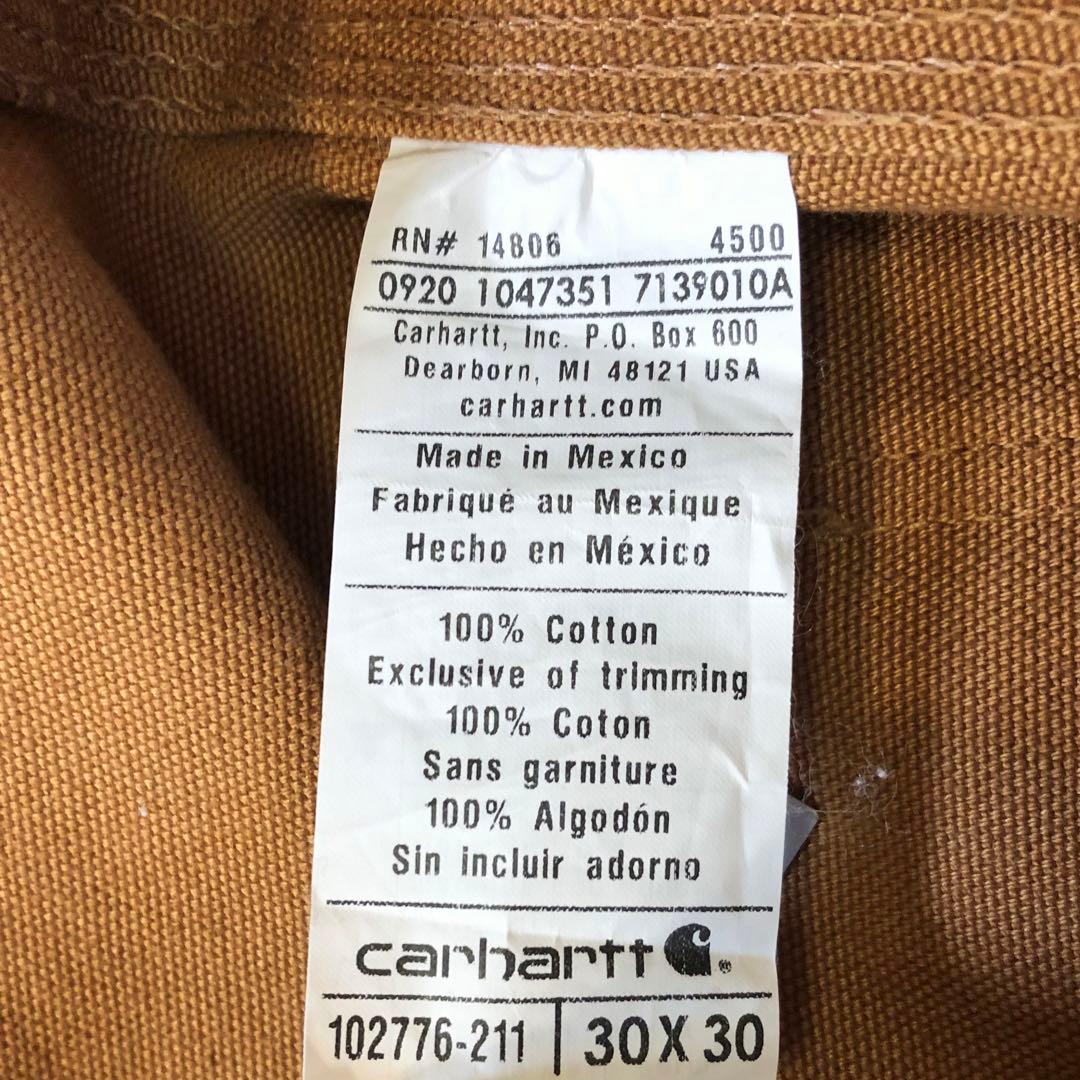 RN# 14806 4500
0920 1047351 7139010A
Carhartt, Inc. P.O. Box 600
Dearborn, MI 48121 USA
carhartt.com
Made in Mexico
Fabriqué au Mexique
Hecho en México
100% Cotton
Exclusive of trimming
100% Coton
Sans garniture
100% Algodón
Sin incluir adorno
carhartt ®
102776-211 | 30 X 30